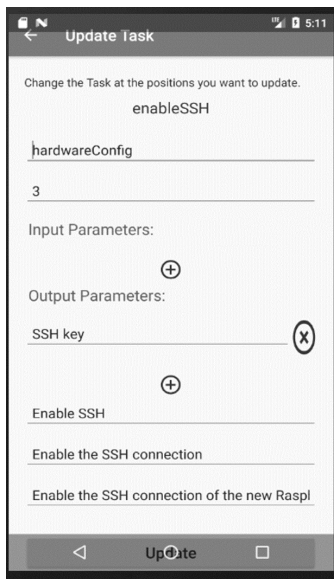 5:11
Update Task
Change the Task at the positions you want to update.
enableSSH
hardwareConfig
3
Input Parameters:
Output Parameters:
SSH key
Enable SSH
Enable the SSH connection
Enable the SSH connection of the new Raspl
Update